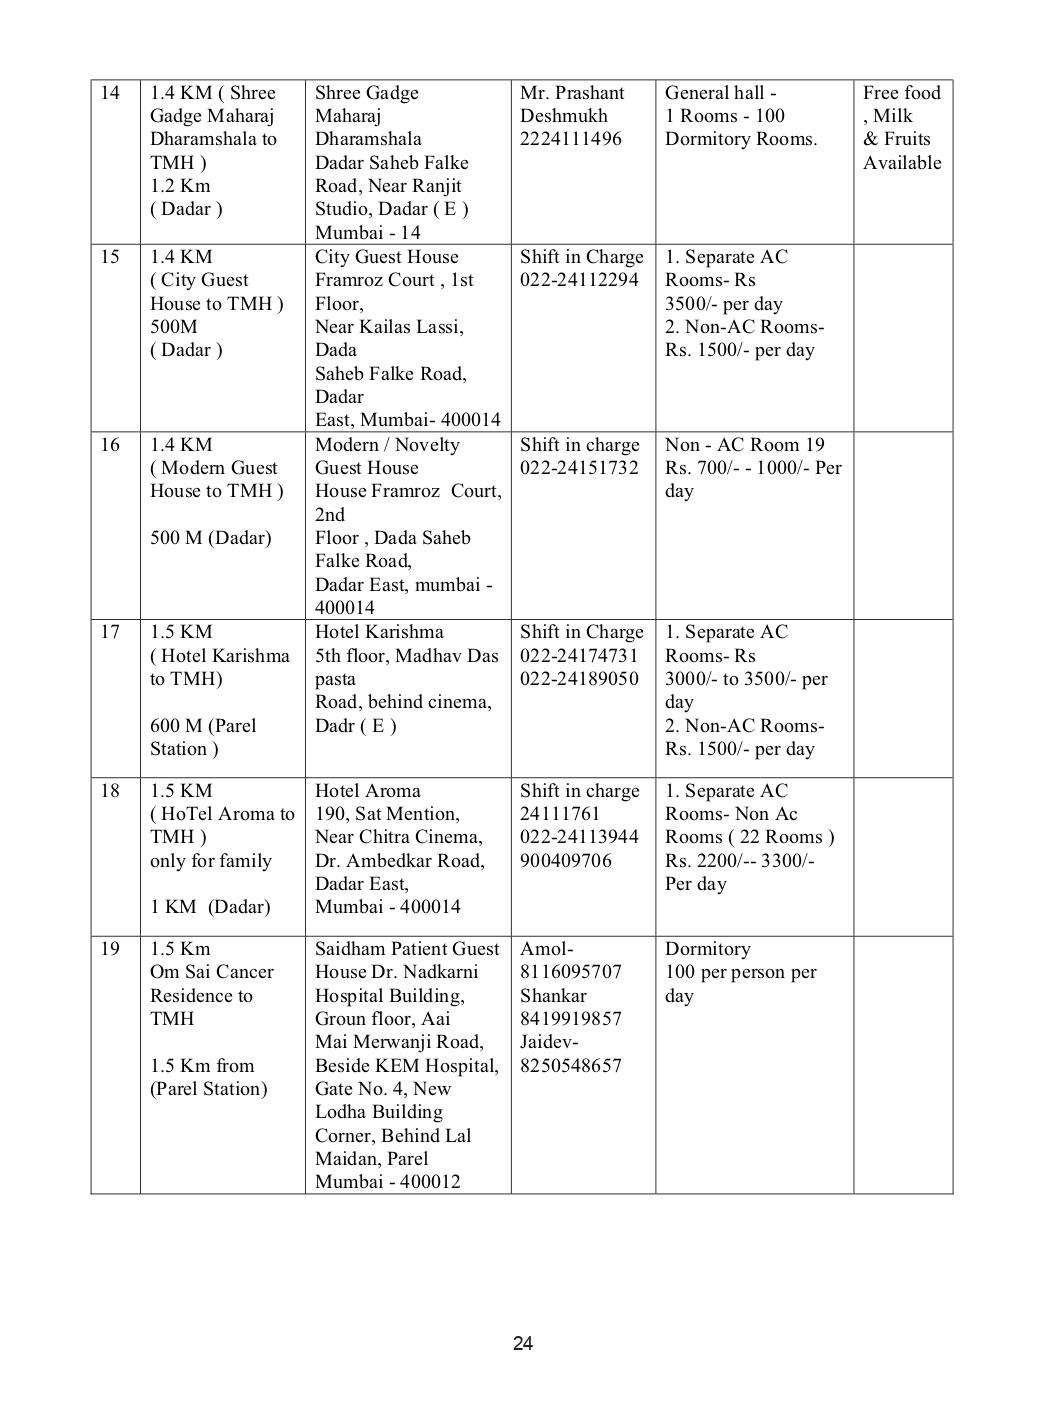 14
1.4 KM ( Shree
Gadge Maharaj
Dharamshala to
TMH )
1.2 Km
( Dadar )
Shree Gadge
Maharaj
Dharamshala
Dadar Saheb Falke
Road, Near Ranjit
Studio, Dadar ( E )
Mumbai - 14
Mr. Prashant
Deshmukh
2224111496
General hall -
1 Rooms - 100
Dormitory Rooms.
Free food
, Milk
& Fruits
Available
15
1.4 KM
( City Guest
House to TMH )
500M
( Dadar )
City Guest House
Framroz Court , 1st
Floor,
Near Kailas Lassi,
Dada
Saheb Falke Road,
Dadar
East, Mumbai- 400014
Shift in Charge
022-24112294
1. Separate AC
Rooms- Rs
3500/- per day
2. Non-AC Rooms-
Rs. 1500/- per day
16
1.4 KM
( Modern Guest
House to TMH )
500 M (Dadar)
Modern / Novelty
Guest House
House Framroz Court,
2nd
Floor , Dada Saheb
Falke Road,
Dadar East, mumbai -
400014
Shift in charge
022-24151732
Non - AC Room 19
Rs. 700/- - 1000/- Per
day
17
1.5 KM
( Hotel Karishma
to TMH)
600 M (Parel
Station )
Hotel Karishma
5th floor, Madhav Das
pasta
Road, behind cinema,
Dadr ( E )
Shift in Charge
022-24174731
022-24189050
1. Separate AC
Rooms- Rs
3000/- to 3500/- per
day
2. Non-AC Rooms-
Rs. 1500/- per day
18
1.5 KM
( HoTel Aroma to
TMH )
only for family
1 KM (Dadar)
Hotel Aroma
190, Sat Mention,
Near Chitra Cinema,
Dr. Ambedkar Road,
Dadar East,
Mumbai - 400014
Shift in charge
24111761
022-24113944
900409706
1. Separate AC
Rooms- Non Ac
Rooms ( 22 Rooms )
Rs. 2200/-- 3300/-
Per day
19
1.5 Km
Om Sai Cancer
Residence to
TMH
1.5 Km from
(Parel Station)
Saidham Patient Guest
House Dr. Nadkarni
Hospital Building,
Groun floor, Aai
Mai Merwanji Road,
Beside KEM Hospital,
Gate No. 4, New
Lodha Building
Corner, Behind Lal
Maidan, Parel
Mumbai - 400012
Amol-
8116095707
Shankar
8419919857
Jaidev-
8250548657
Dormitory
100 per person per
day
24